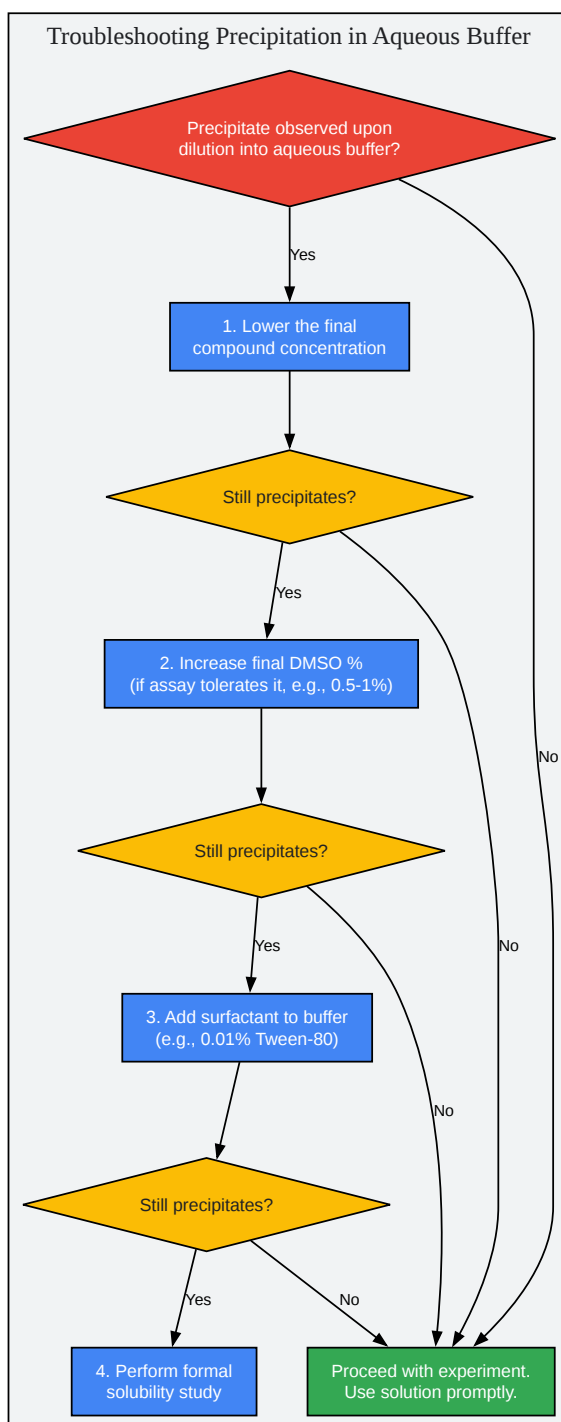 Troubleshooting Precipitation in Aqueous Buffer
Precipitate observed upon
dilution into aqueous buffer?
Yes
1. Lower the final
compound concentration
Still precipitates?
Yes
2. Increase final DMSO %
(if assay tolerates it, e.g., 0.5-1%)
No
Still precipitates?
Yes
No
3. Add surfactant to buffer
(e.g., 0.01% Tween-80)
No
Still precipitates?
Yes
No
4. Perform formal
solubility study
Proceed with experiment.
Use solution promptly.